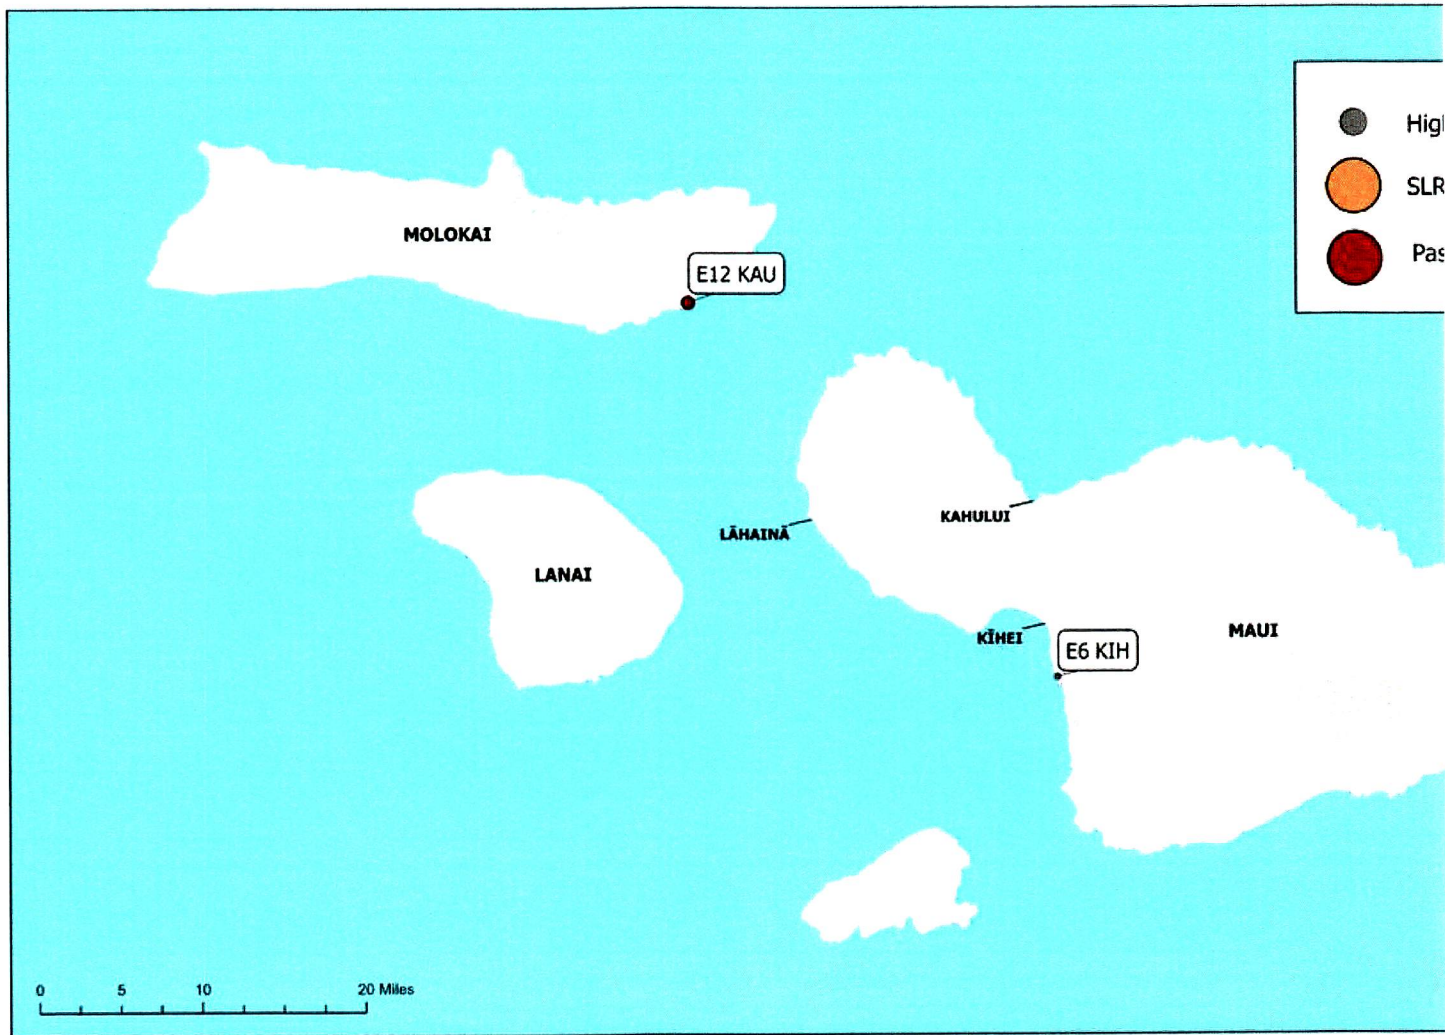 Hig
SLR
Pas
MOLOKAI
E12 KAU
KAHULUI
LĀHAINĀ
LANAI
MAUI
KĪHEI
E6 KIH
0 5 10 20 Miles